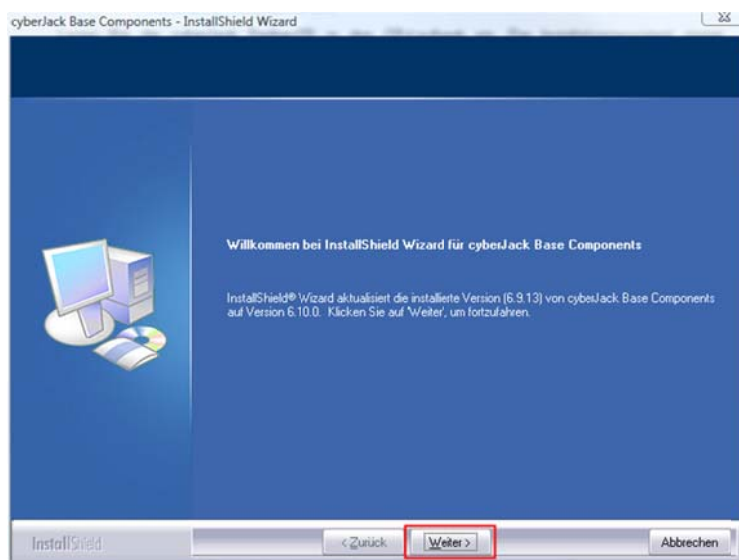 cyberJack Base Components - InstallShield Wizard
Willkommen bei InstallShield Wizard für cyberJack Base Components
InstallShield® Wizard aktualisiert die installierte Version (6.9.13) von cyberJack Base Components
auf Version 6.10.0. Klicken Sie auf 'Weiter', um fortzufahren.
InstallShield
< Zurück
Weiter >
Abbrechen